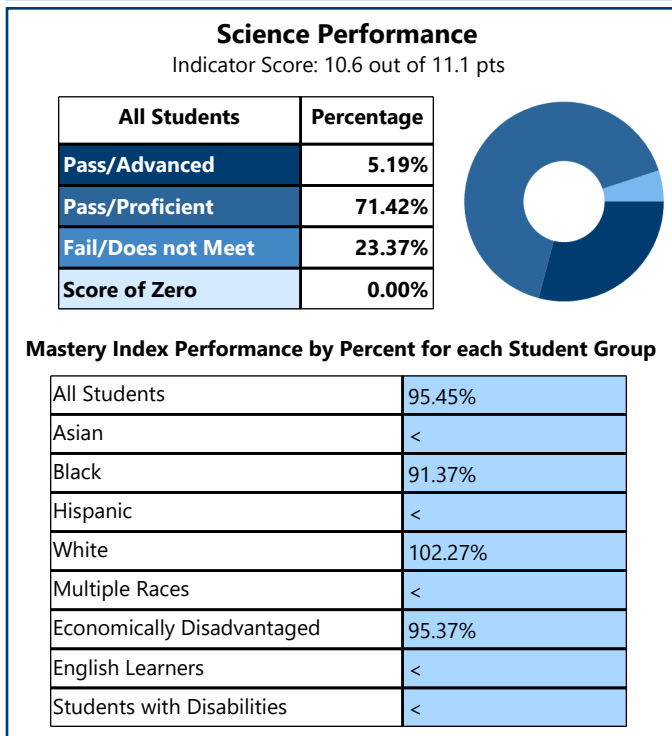 Science Performance
Indicator Score: 10.6 out of 11.1 pts
All Students Percentage
Pass/Advanced 5.19%
Pass/Proficient 71.42%
Fail/Does not Meet 23.37%
Score of Zero 0.00%
Mastery Index Performance by Percent for each Student Group
All Students 95.45%
Asian <
Black 91.37%
Hispanic <
White 102.27%
Multiple Races <
Economically Disadvantaged 95.37%
English Learners <
Students with Disabilities <